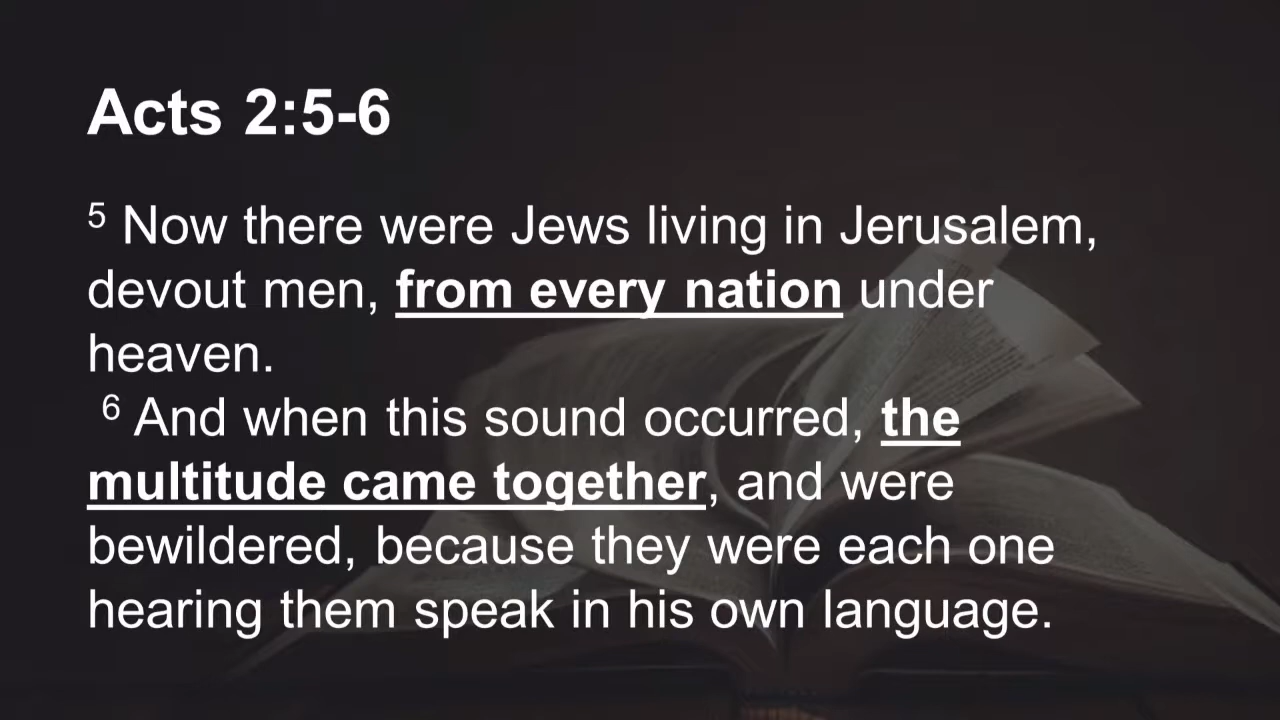 Acts 2:5-6
5 Now there were Jews living in Jerusalem,
devout men, from every nation under
heaven.
6 And when this sound occurred, the
multitude came together, and were
bewildered, because they were each one
hearing them speak in his own language.